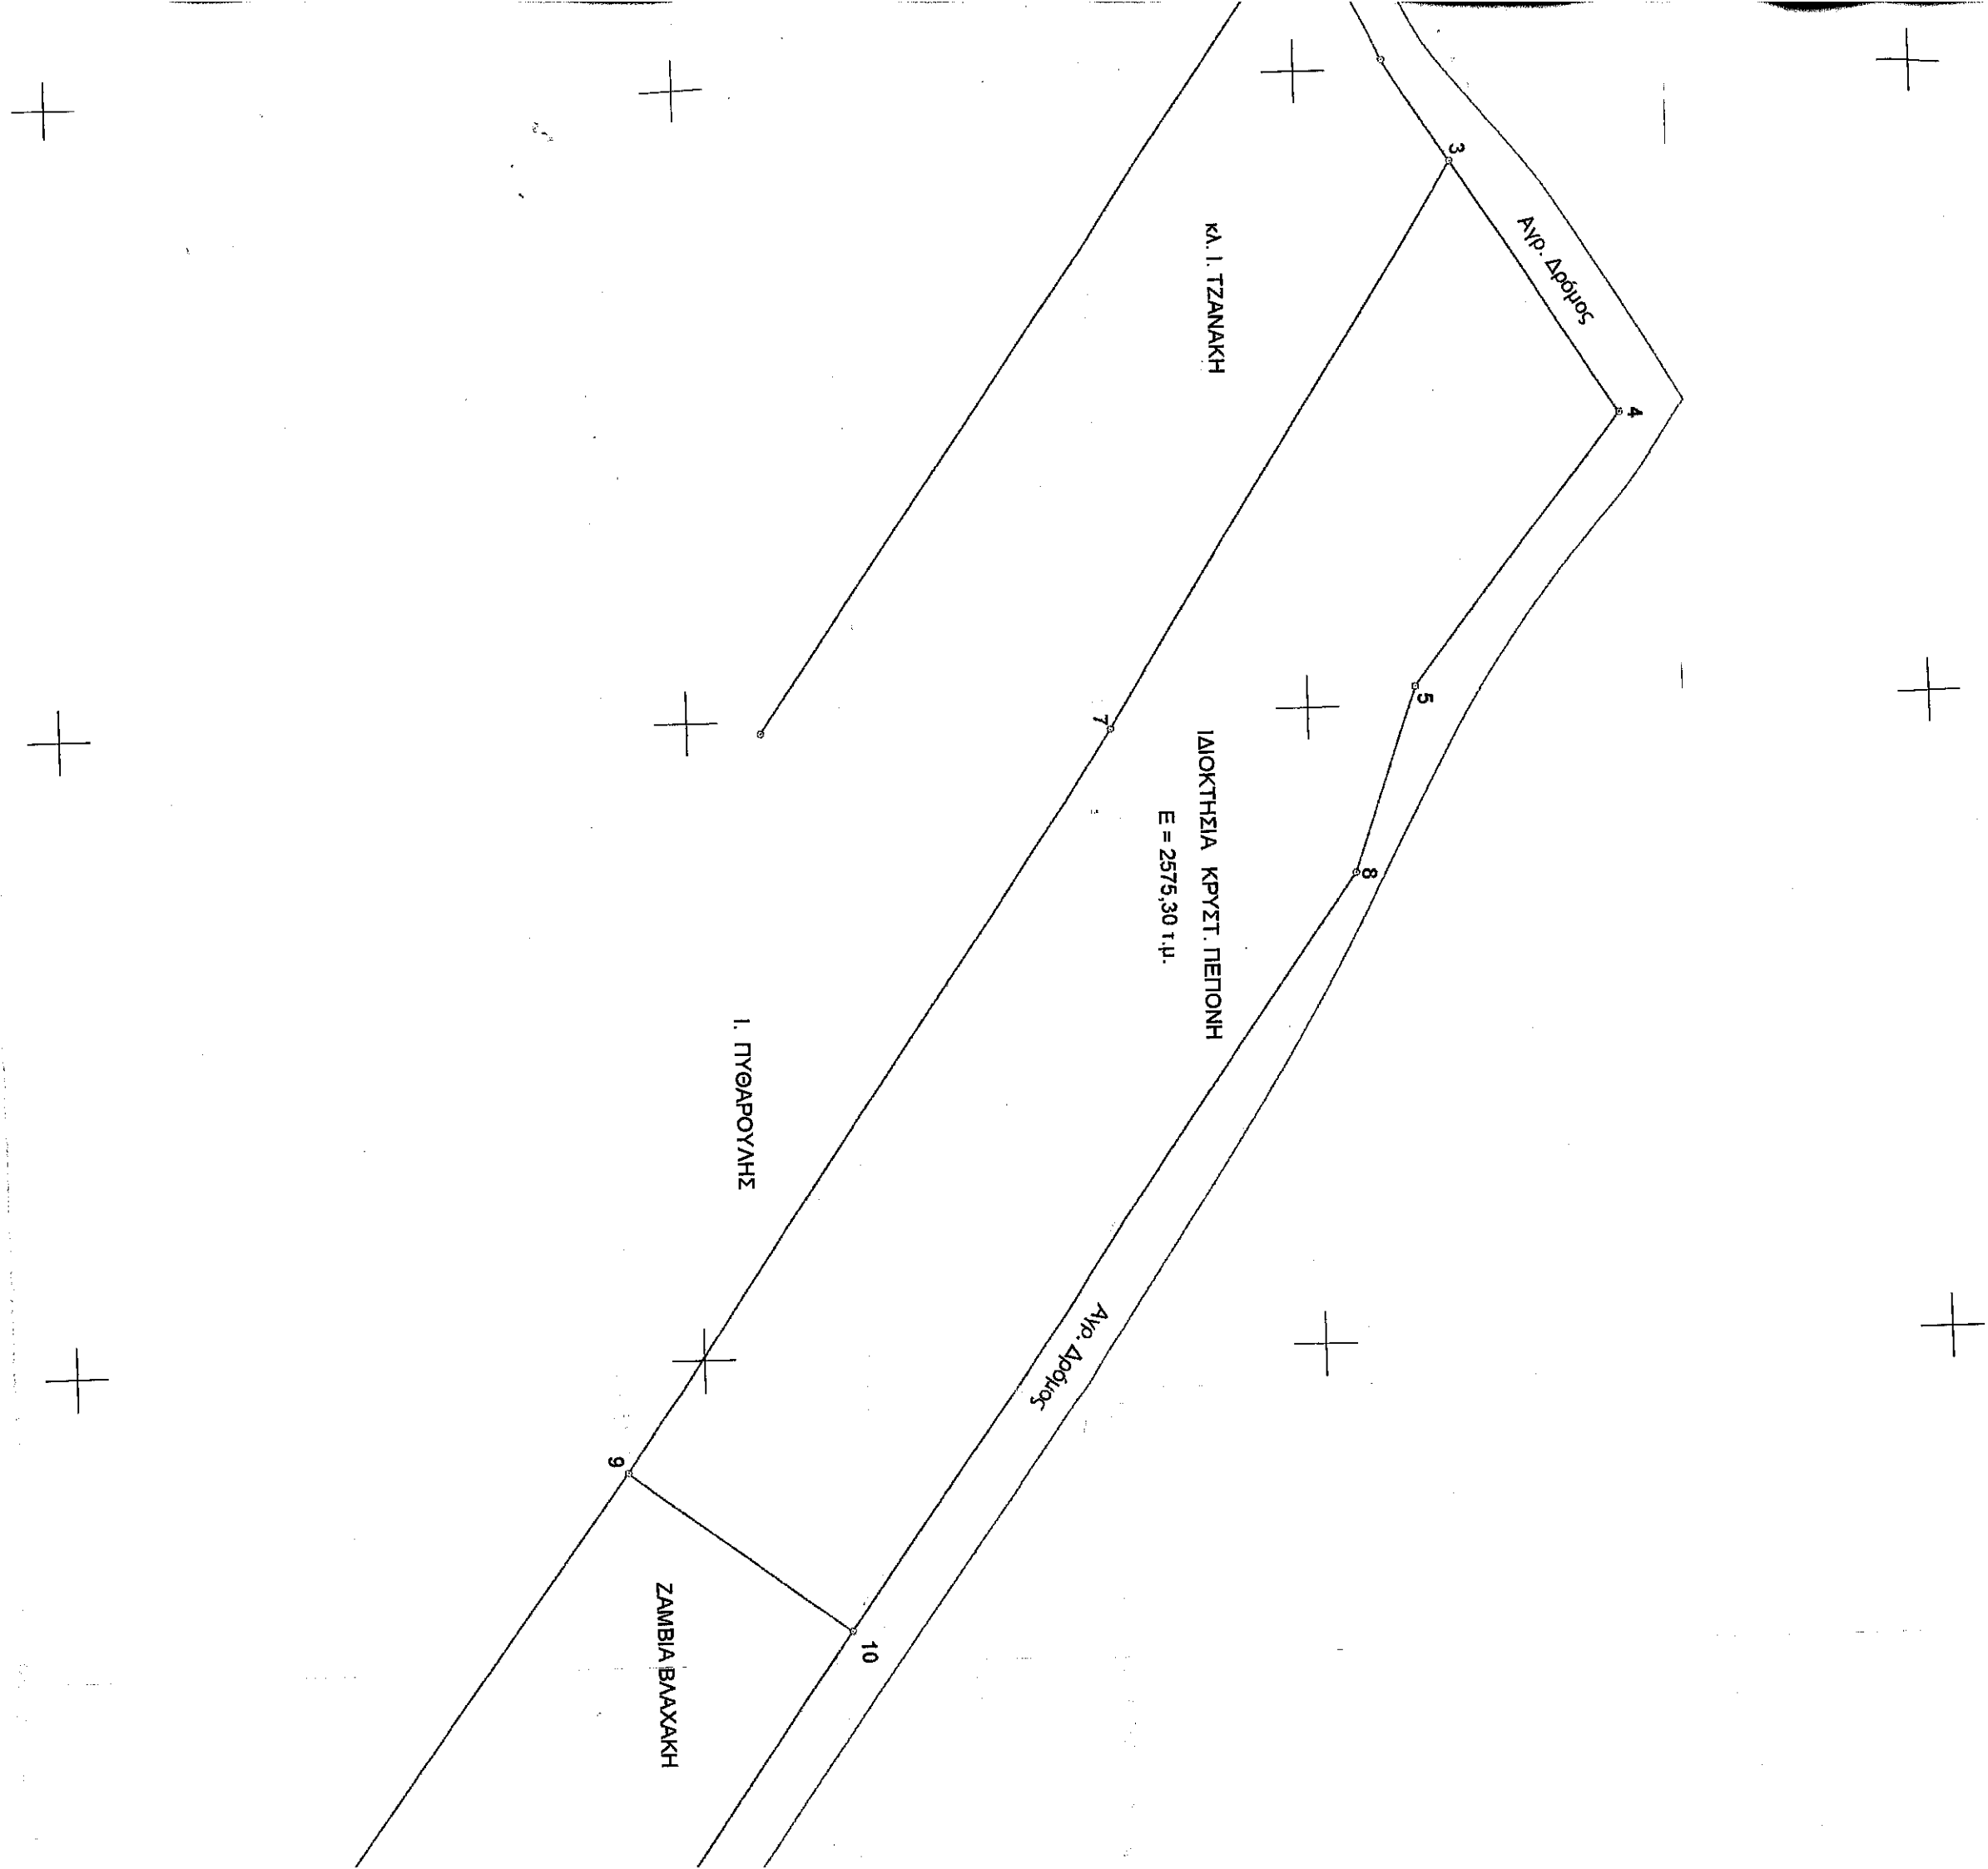 3
Αγρ. Δρόμος
4
κλ. Ι. ΤΖΑΝΑΚΗ
5
7
8
ΙΔΙΟΚΤΗΣΙΑ ΚΡΥΣΤ. ΠΕΠΟΝΗ
Ε = 2575,30 τ.μ.
Ι. ΠΥΘΑΡΟΥΛΗΣ
Αγρ. Δρόμος
9
10
ΖΑΜΒΙΑ ΒΛΑΧΑΚΗ